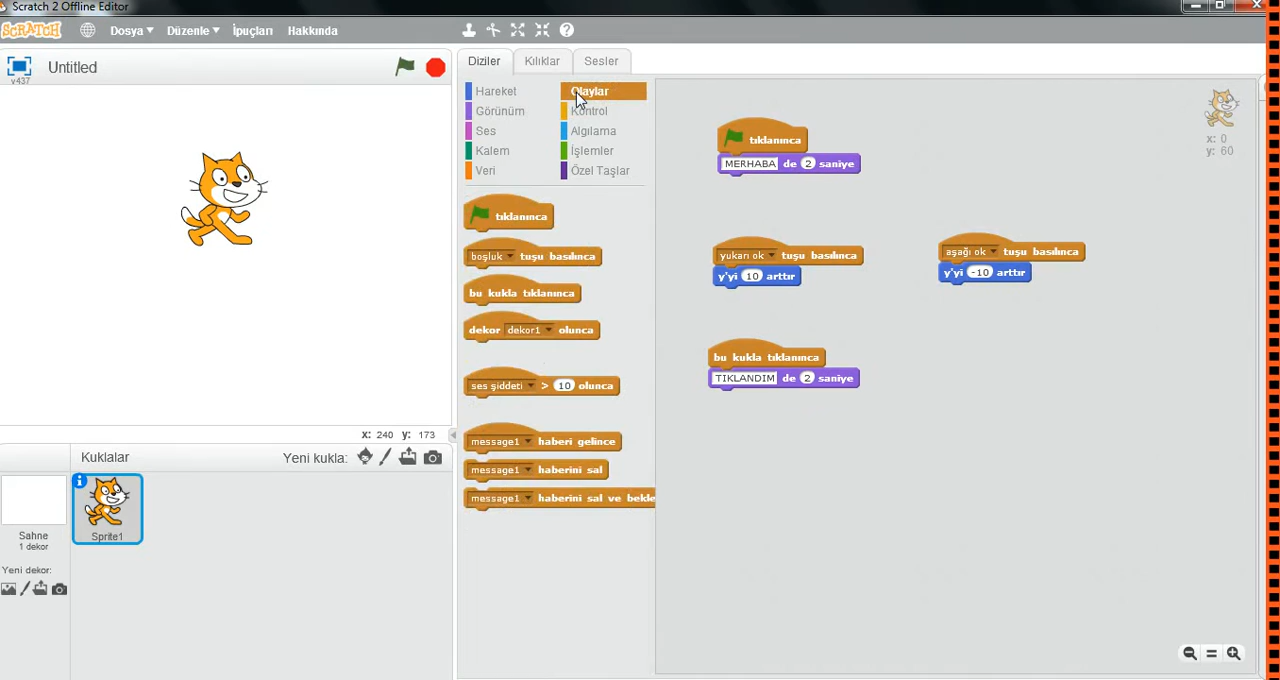 Scratch 2 Offline Editor
SCRATCH Dosya Düzenle İpuçları Hakkında
v437 Untitled
Diziler Kılıklar Sesler
Hareket Olaylar
Görünüm Kontrol
Ses Algılama
Kalem İşlemler
Veri Özel Taşlar
tıklanınca
boşluk tuşu basılınca
bu kukla tıklanınca
dekor dekor1 olunca
ses şiddeti > 10 olunca
message1 haberi gelince
message1 haberini sal
message1 haberini sal ve bekle
tıklanınca
MERHABA de 2 saniye
yukarı ok tuşu basılınca
y'yi 10 arttır
aşağı ok tuşu basılınca
y'yi -10 arttır
bu kukla tıklanınca
TIKLANDIM de 2 saniye
x: 0
y: 60
x: 240 y: 173
Kuklalar Yeni kukla:
Sprite1
Sahne
1 dekor
Yeni dekor: